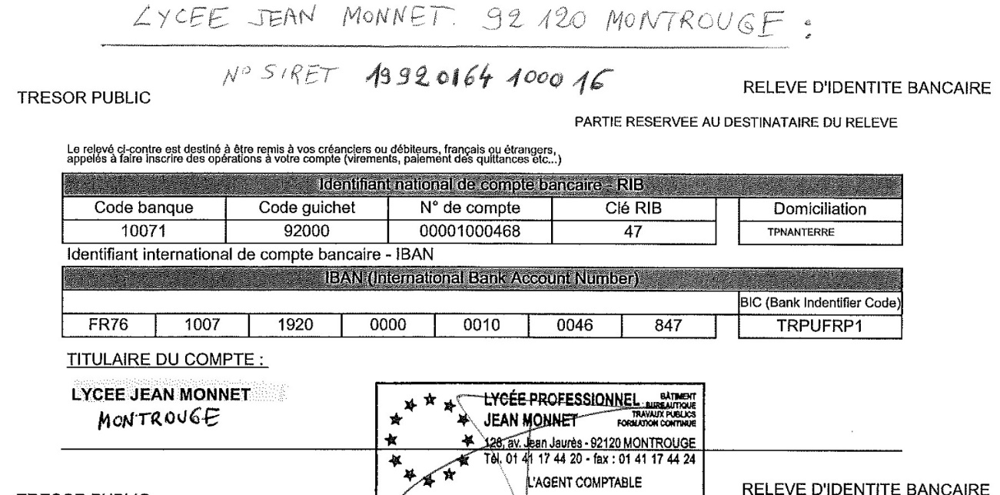 LYCEE JEAN MONNET. 92 120 MONTROUGE :
N° SIRET 19920164 1000 16
TRESOR PUBLIC
RELEVE D'IDENTITE BANCAIRE
PARTIE RESERVEE AU DESTINATAIRE DU RELEVE
Le relevé ci-contre est destiné à être remis à vos créanciers ou débiteurs, français ou étrangers,
appelés à faire inscrire des opérations à votre compte (virements, paiement des quittances etc...)
Identifiant national de compte bancaire - RIB
Code banque Code guichet N° de compte Clé RIB Domiciliation
10071 92000 00001000468 47 TPNANTERRE
Identifiant international de compte bancaire - IBAN
IBAN (International Bank Account Number)
BIC (Bank Indentifier Code)
FR76 1007 1920 0000 0010 0046 847 TRPUFRP1
TITULAIRE DU COMPTE :
LYCEE JEAN MONNET
MONTROUGE
LYCÉE PROFESSIONNEL
JEAN MONNET
BÂTIMENT
BUREAUTIQUE
TRAVAUX PUBLICS
FORMATION CONTINUE
128, av. Jean Jaurès - 92120 MONTROUGE
Tél. 01 41 17 44 20 - fax : 01 41 17 44 24
L'AGENT COMPTABLE
TRESOR PUBLIC
RELEVE D'IDENTITE BANCAIRE